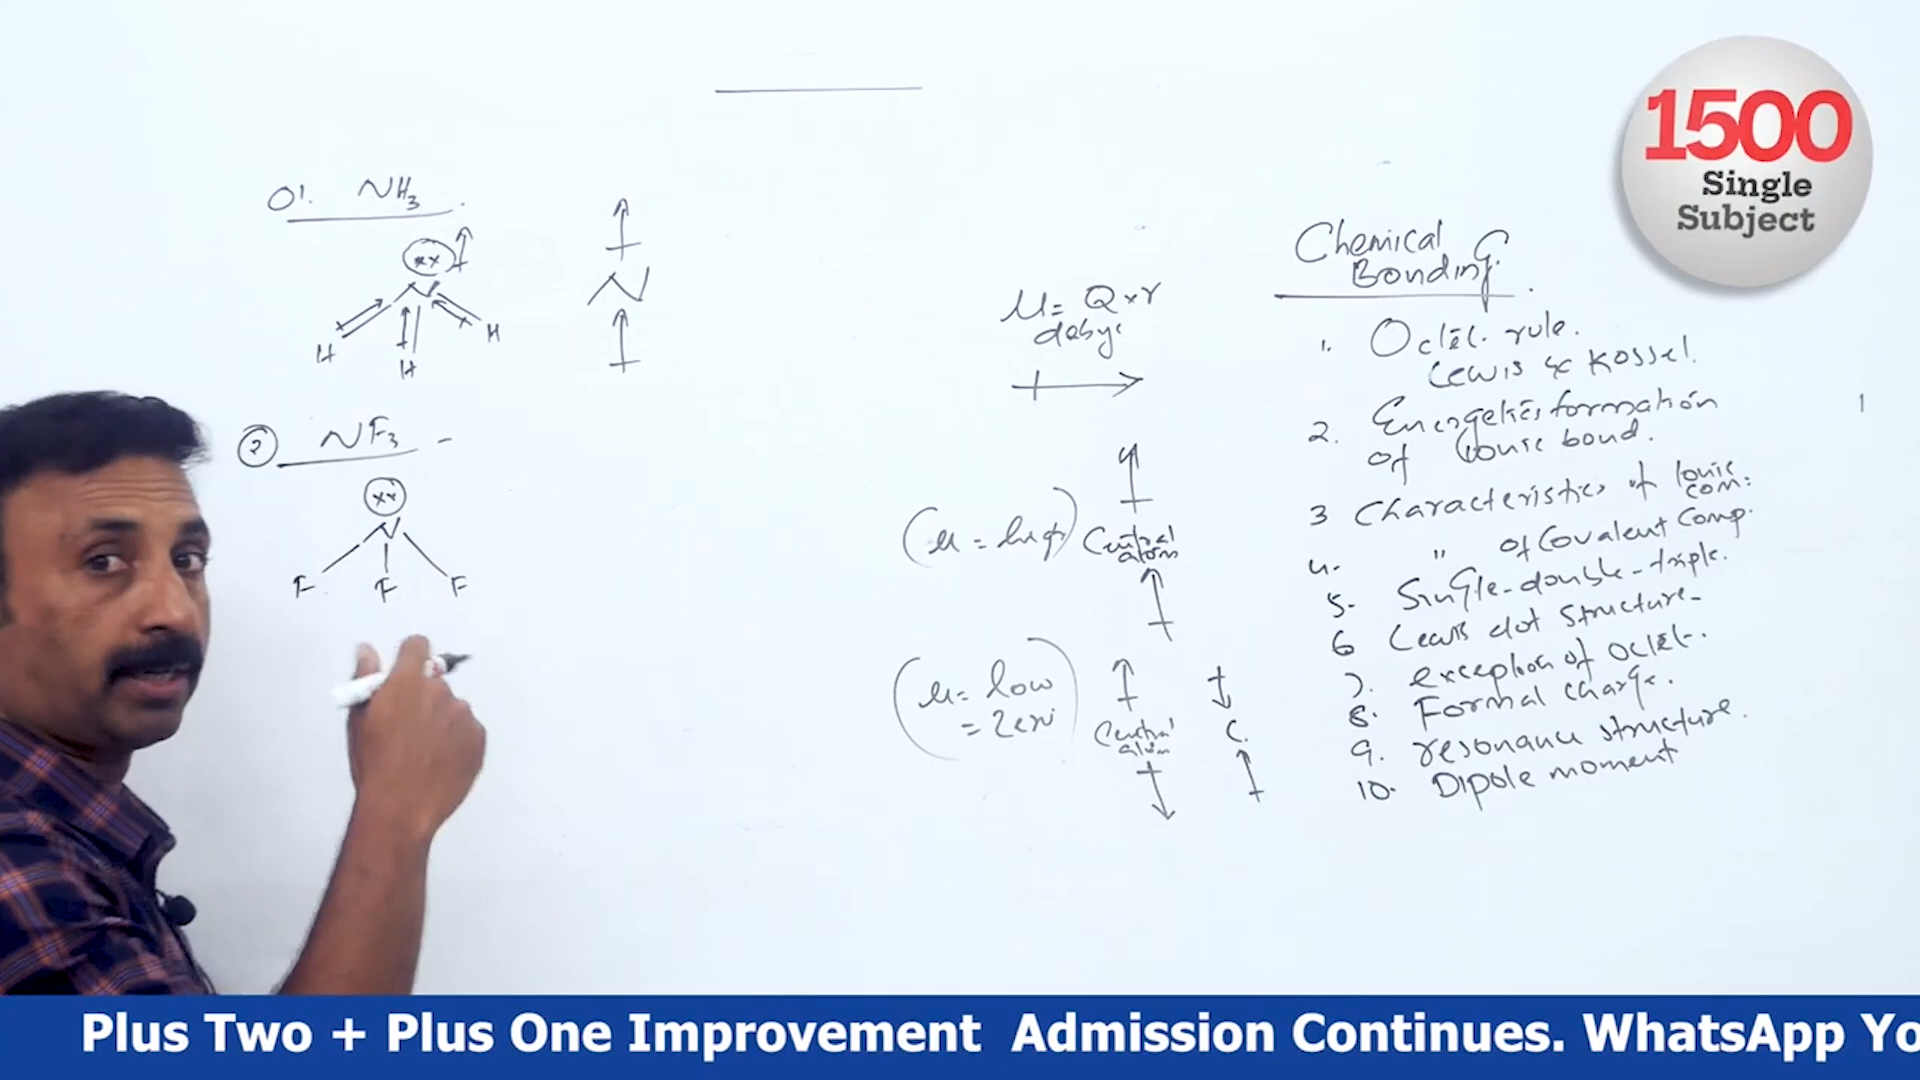 01. NH3
xx
N
H
H
H
N
② NF3 -
xx
N
F F F
μ = Q×r
debye
(μ = high)
Central
atom
(μ = low
= zero)
Central
atom
C.
Chemical
Bonding.
1. Octet. rule.
Lewis & Kossel.
2. Energetics formation
of Ionic bond.
3 Characteristics of Ionic
com:
4. " of Covalent Comp.
5. Single-double-triple.
6 Lewis dot structure-
7. exception of octet-.
8. Formal charge.
9. resonance structure.
10. Dipole moment
1500
Single
Subject
Plus Two + Plus One Improvement Admission Continues. WhatsApp Yo